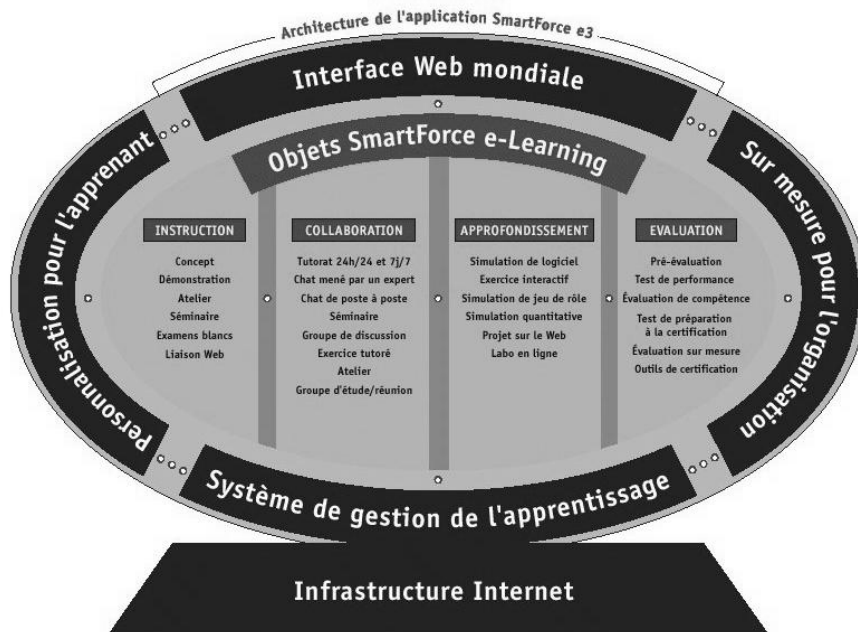 Architecture de l'application SmartForce e3
Interface Web mondiale
Personnalisation pour l'apprenant
Sur mesure pour l'organisation
Objets SmartForce e-Learning
INSTRUCTION
Concept
Démonstration
Atelier
Séminaire
Examens blancs
Liaison Web
COLLABORATION
Tutorat 24h/24 et 7j/7
Chat mené par un expert
Chat de poste à poste
Séminaire
Groupe de discussion
Exercice tutoré
Atelier
Groupe d'étude/réunion
APPROFONDISSEMENT
Simulation de logiciel
Exercice interactif
Simulation de jeu de rôle
Simulation quantitative
Projet sur le Web
Labo en ligne
EVALUATION
Pré-évaluation
Test de performance
Évaluation de compétence
Test de préparation
à la certification
Évaluation sur mesure
Outils de certification
Système de gestion de l'apprentissage
Infrastructure Internet